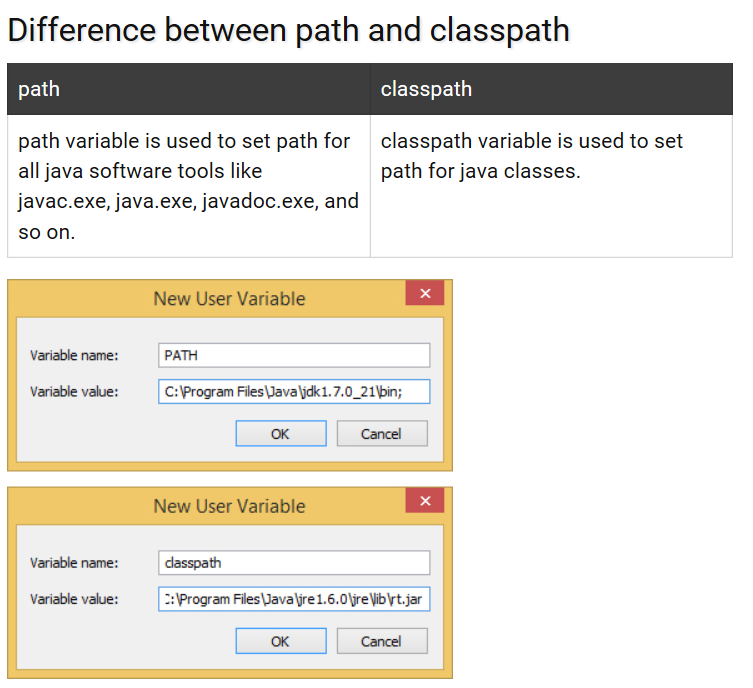 Difference between path and classpath
path
classpath
path variable is used to set path for
all java software tools like
javac.exe, java.exe, javadoc.exe, and
so on.
classpath variable is used to set
path for java classes.
New User Variable
Variable name:
PATH
Variable value:
C:\Program Files\Java\jdk1.7.0_21\bin;
OK
Cancel
New User Variable
Variable name:
classpath
Variable value:
:\Program Files\Java\jre1.6.0\jre\lib\rt.jar
OK
Cancel